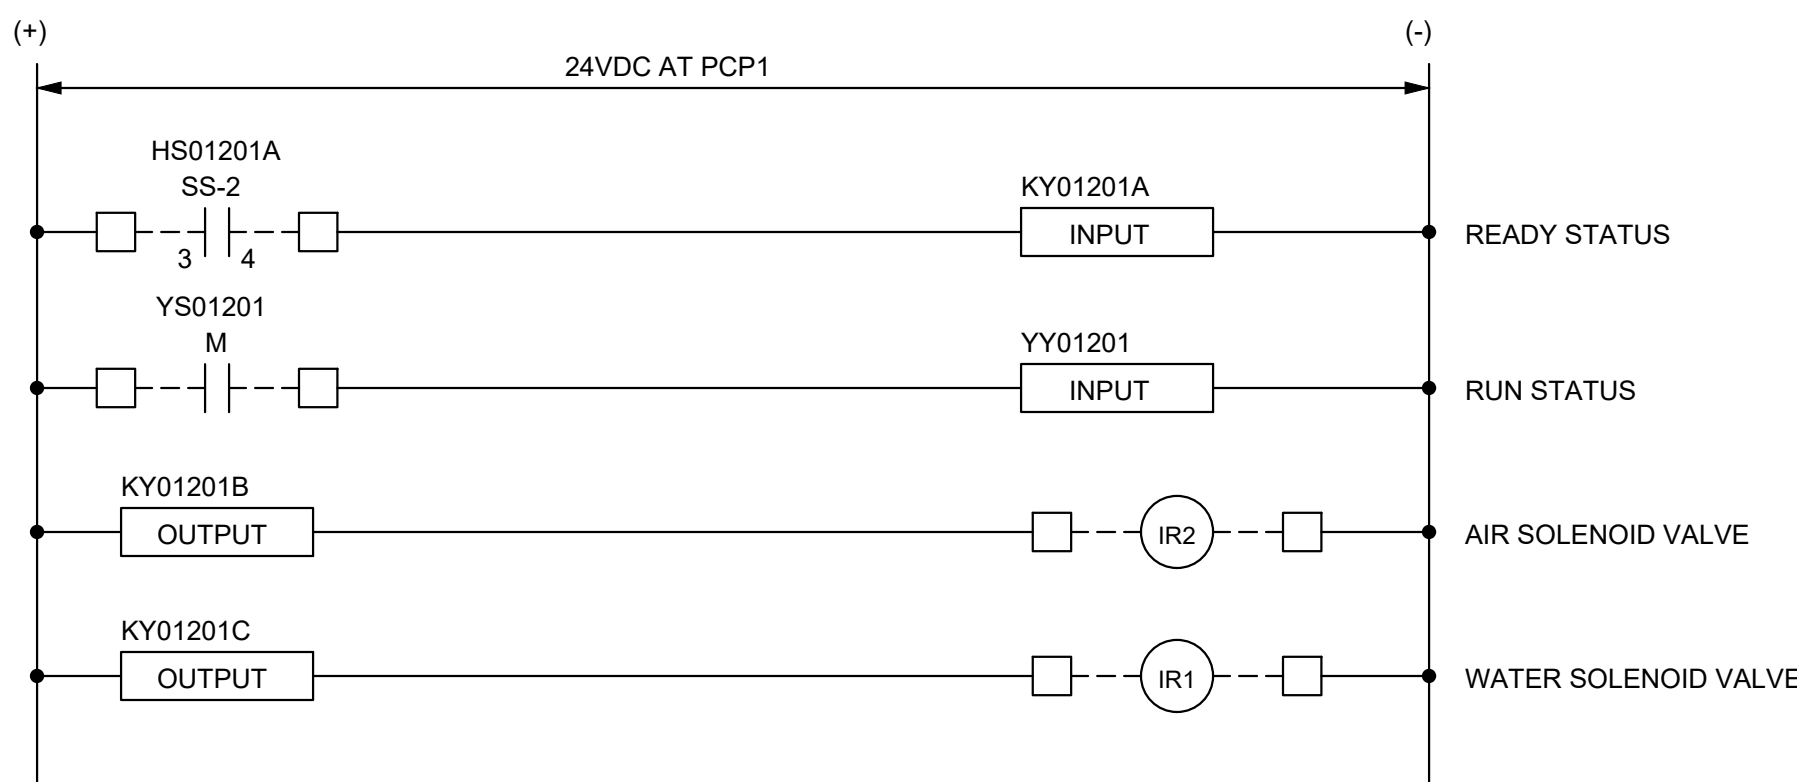 (+) (-)
24VDC AT PCP1
HS01201A
SS-2 KY01201A
INPUT READY STATUS
3 4
YS01201
M YY01201
INPUT RUN STATUS
KY01201B
OUTPUT IR2 AIR SOLENOID VALVE
KY01201C
OUTPUT IR1 WATER SOLENOID VALVE